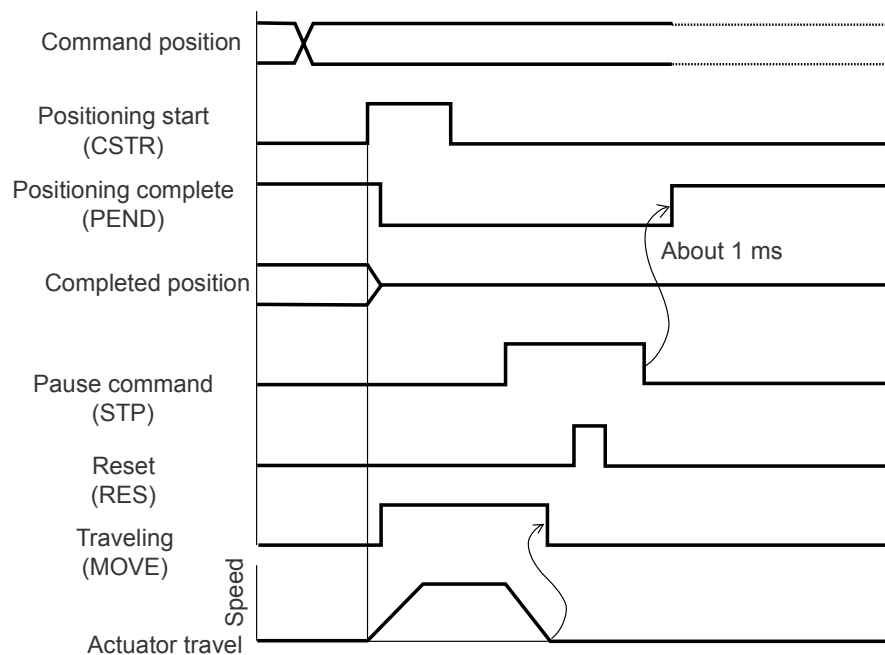 Command position
Positioning start
(CSTR)
Positioning complete
(PEND)
About 1 ms
Completed position
Pause command
(STP)
Reset
(RES)
Traveling
(MOVE)
Speed
Actuator travel